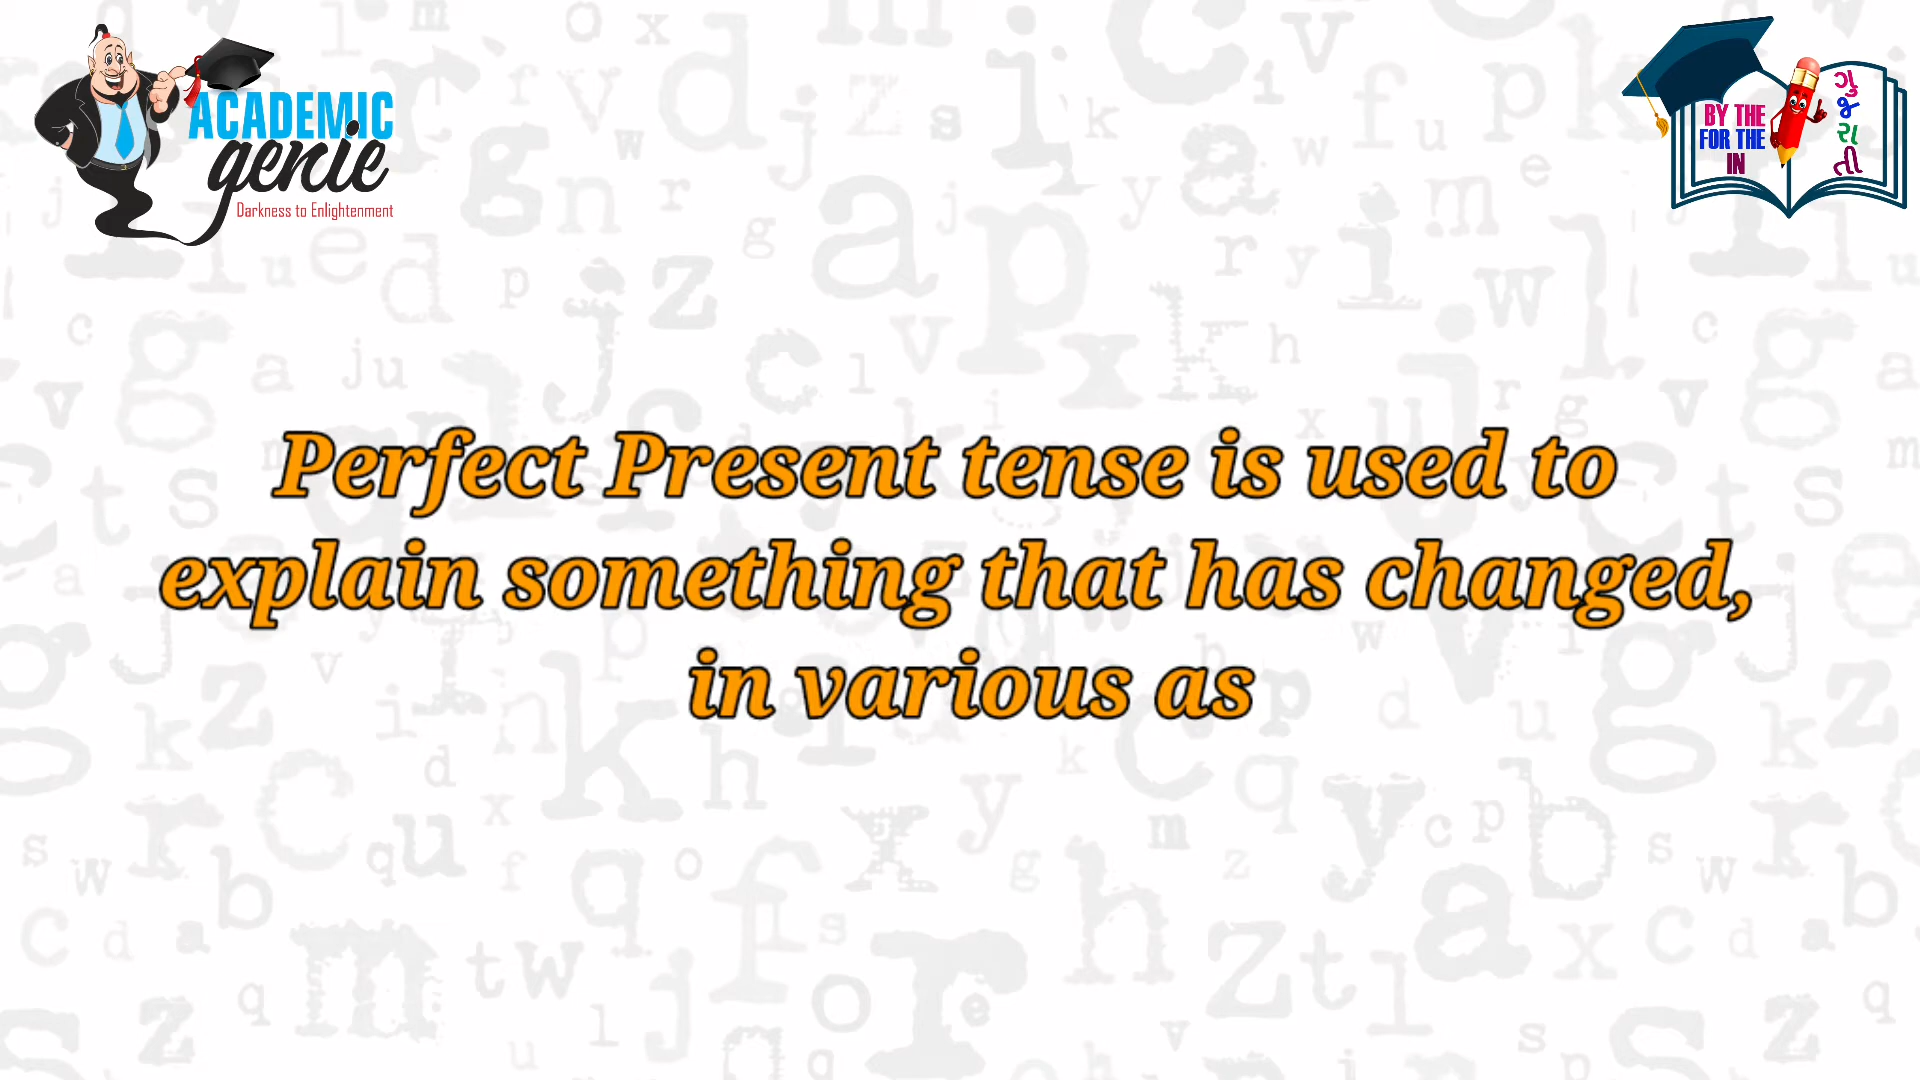 ACADEMIC
genie
Darkness to Enlightenment
BY THE
FOR THE
IN
ગુ
જ
રા
તી
Perfect Present tense is used to
explain something that has changed,
in various as